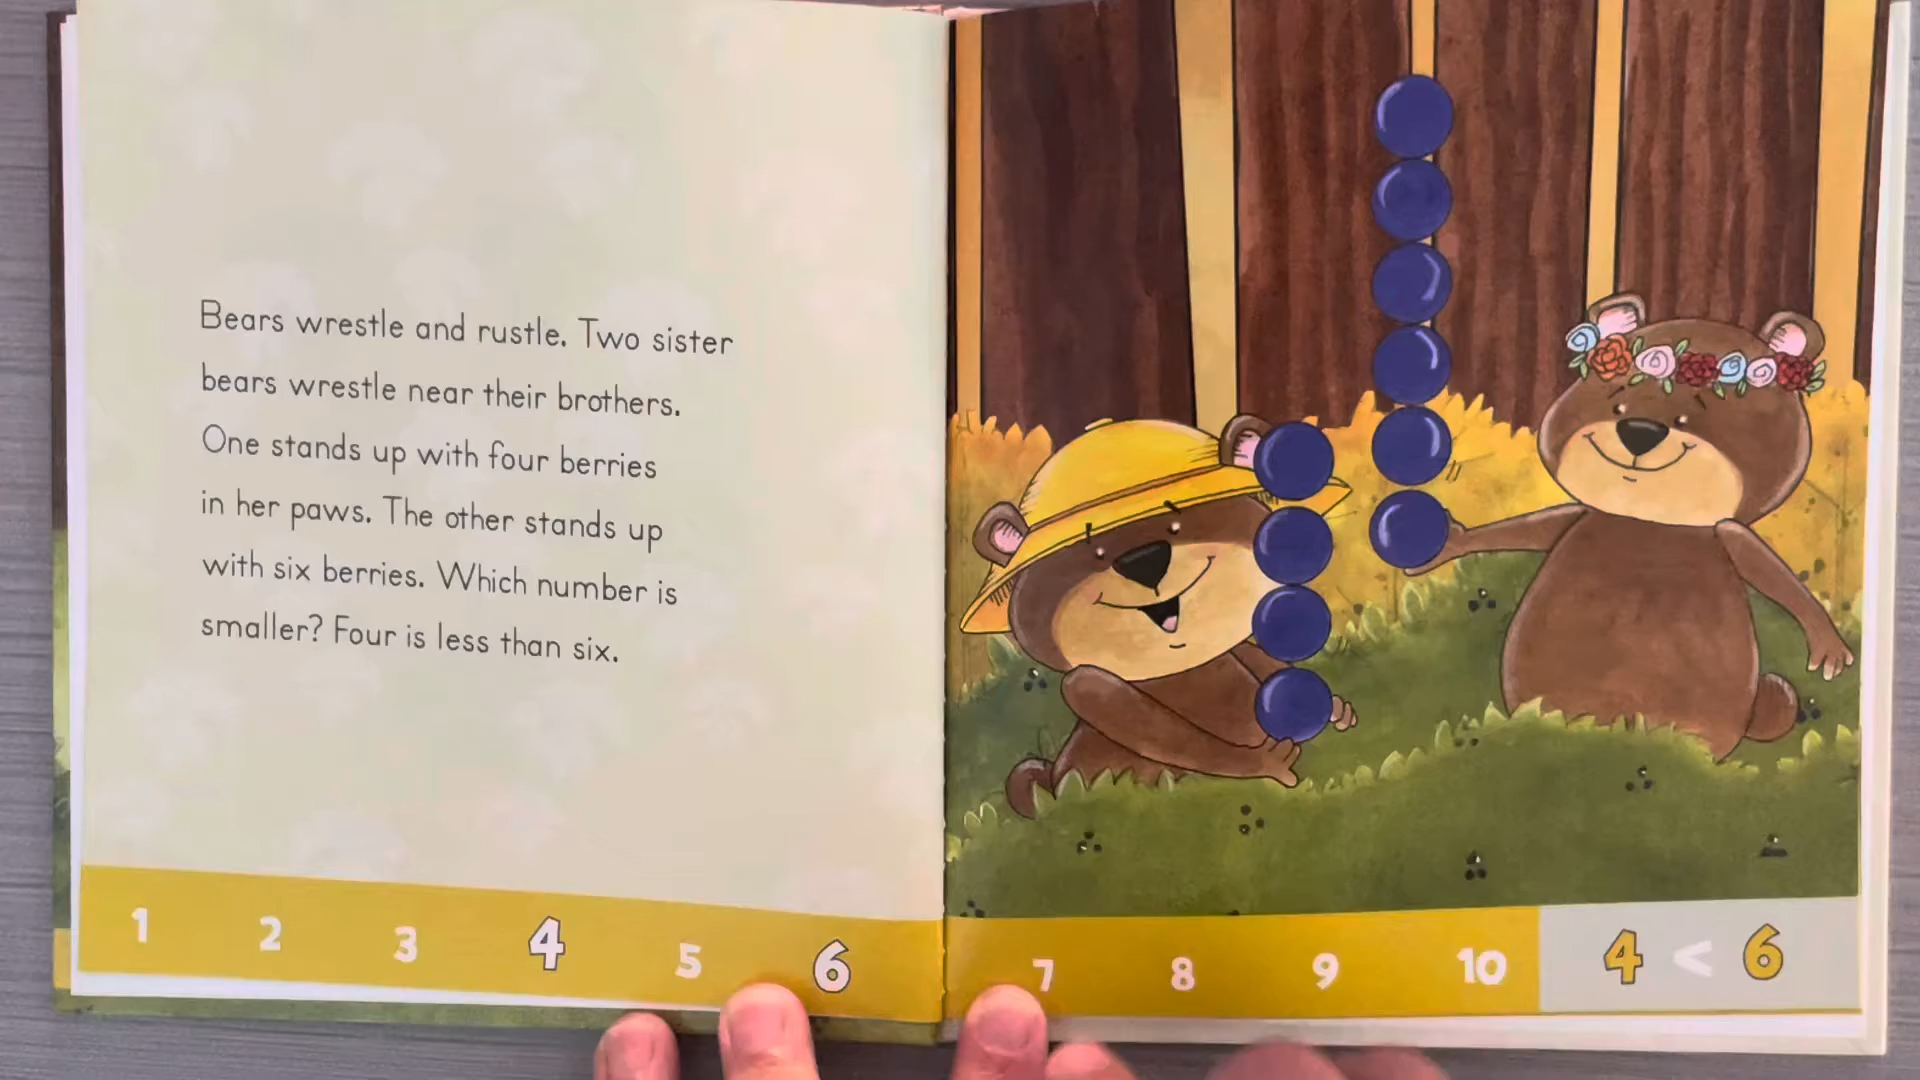 Bears wrestle and rustle. Two sister
bears wrestle near their brothers.
One stands up with four berries
in her paws. The other stands up
with six berries. Which number is
smaller? Four is less than six.
1 2 3 4 5 6 7 8 9 10 4 < 6